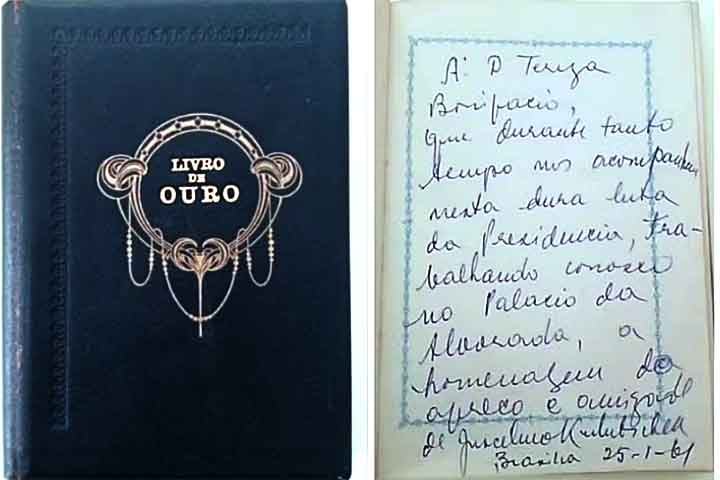 LIVRO
DE
OURO
A: D Tereza
Bonifacio,
que durante tanto
tempo nos acompanhou
nesta dura luta
da Presidencia, Tra-
balhando conosco
no Palacio da
Alvorada, a
homenagem do
apreco e amizade
de Juscelino Kubitschek
Brasilia 25-1-61